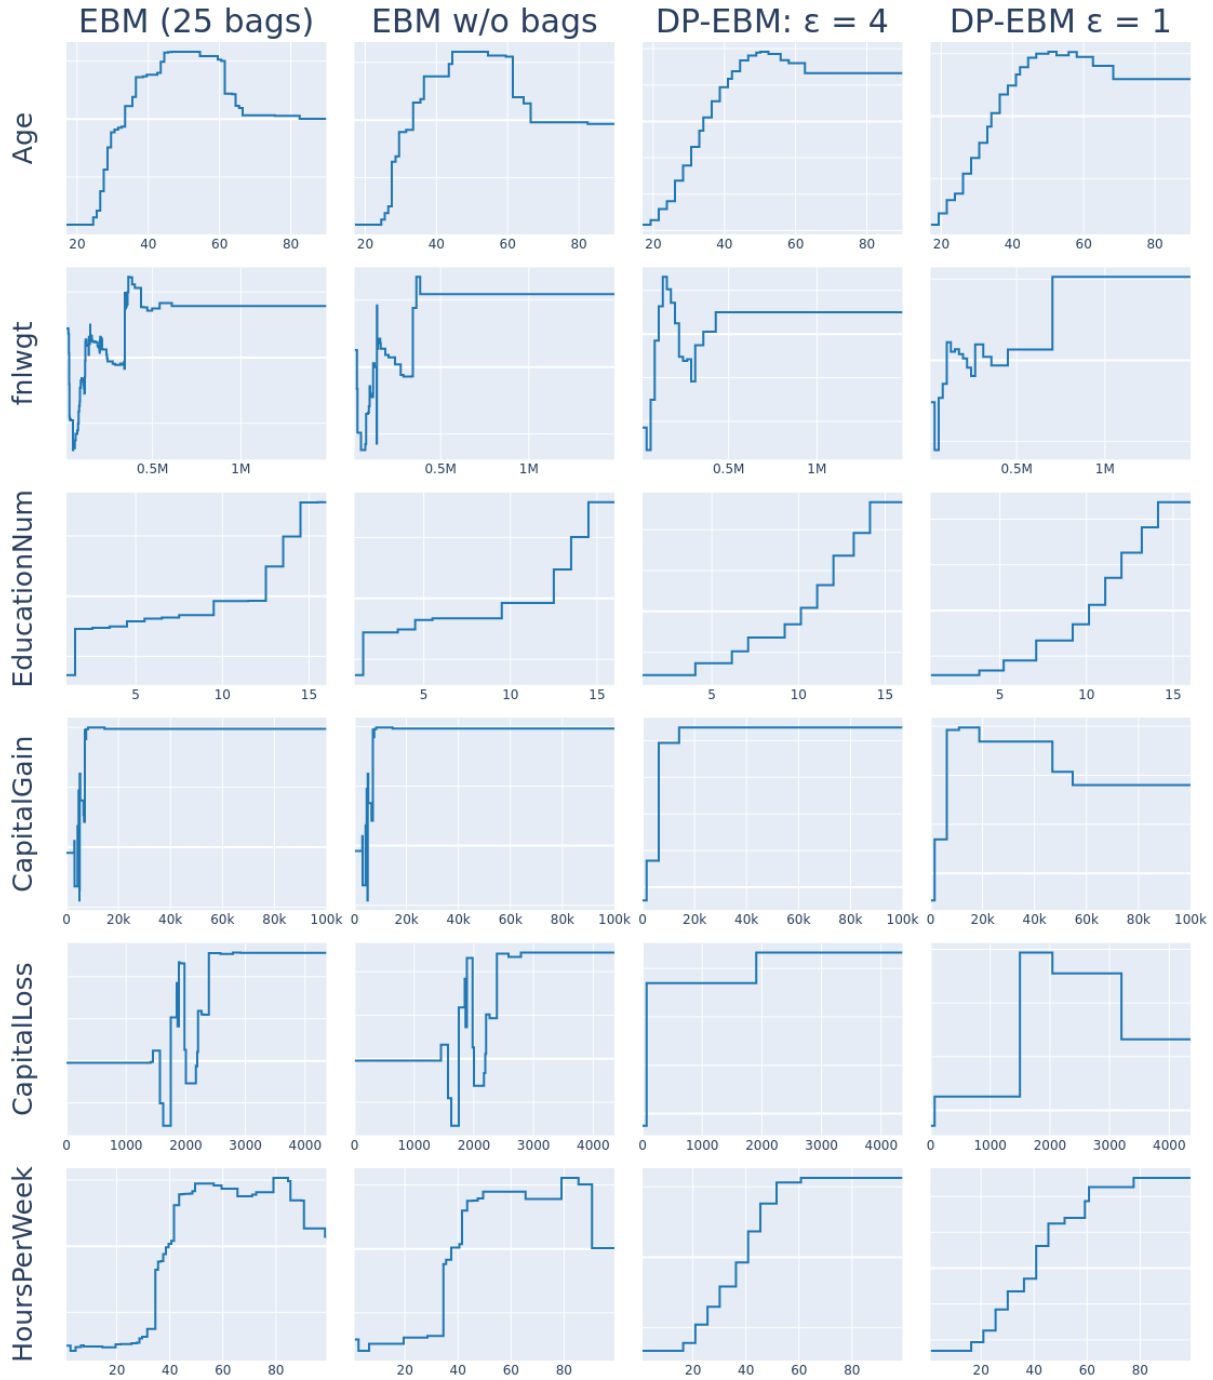 EBM (25 bags) EBM w/o bags DP-EBM: ε = 4 DP-EBM ε = 1
Age
20 40 60 80 20 40 60 80 20 40 60 80 20 40 60 80
fnlwgt
0.5M 1M 0.5M 1M 0.5M 1M 0.5M 1M
EducationNum
5 10 15 5 10 15 5 10 15 5 10 15
CapitalGain
0 20k 40k 60k 80k 100k 0 20k 40k 60k 80k 100k 0 20k 40k 60k 80k 100k 0 20k 40k 60k 80k 100k
CapitalLoss
0 1000 2000 3000 4000 0 1000 2000 3000 4000 0 1000 2000 3000 4000 0 1000 2000 3000 4000
HoursPerWeek
20 40 60 80 20 40 60 80 20 40 60 80 20 40 60 80